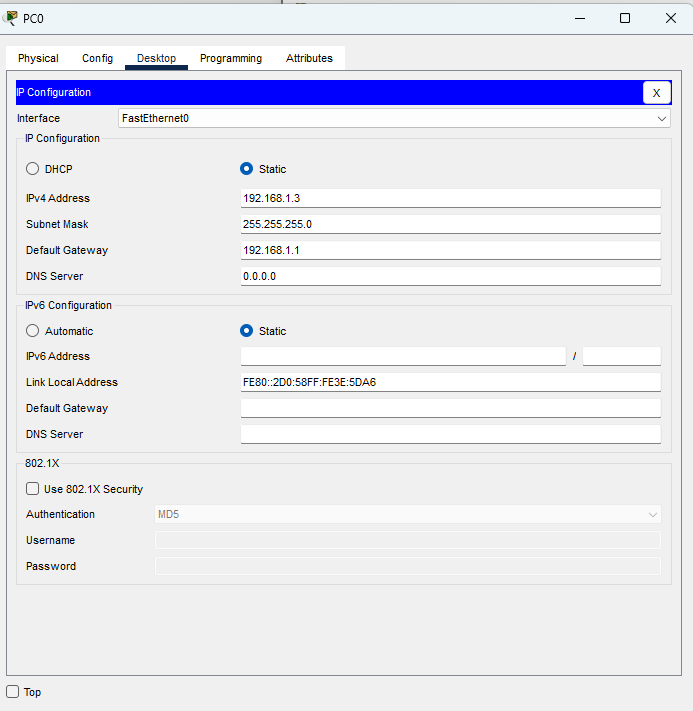 PC0
Physical Config Desktop Programming Attributes
IP Configuration X
Interface FastEthernet0
IP Configuration
DHCP Static
IPv4 Address 192.168.1.3
Subnet Mask 255.255.255.0
Default Gateway 192.168.1.1
DNS Server 0.0.0.0
IPv6 Configuration
Automatic Static
IPv6 Address /
Link Local Address FE80::2D0:58FF:FE3E:5DA6
Default Gateway
DNS Server
802.1X
Use 802.1X Security
Authentication MD5
Username
Password
Top